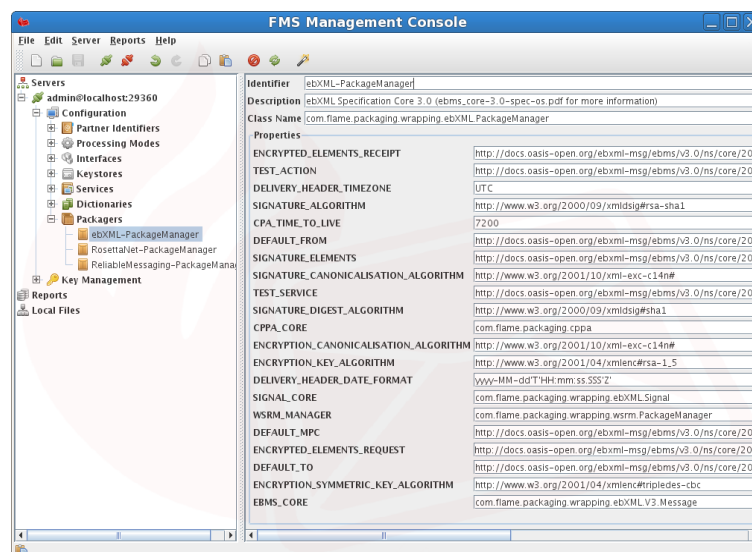 FMS Management Console
File Edit Server Reports Help
Servers
admin@localhost:29360
Configuration
Partner Identifiers
Processing Modes
Interfaces
Keystores
Services
Dictionaries
Packagers
ebXML-PackageManager
RosettaNet-PackageManager
ReliableMessaging-PackageMana
Key Management
Reports
Local Files
Identifier ebXML-PackageManager
Description ebXML Specification Core 3.0 (ebms_core-3.0-spec-os.pdf for more information)
Class Name com.flame.packaging.wrapping.ebXML.PackageManager
Properties
ENCRYPTED_ELEMENTS_RECEIPT http://docs.oasis-open.org/ebxml-msg/ebms/v3.0/ns/core/20
TEST_ACTION http://docs.oasis-open.org/ebxml-msg/ebms/v3.0/ns/core/20
DELIVERY_HEADER_TIMEZONE UTC
SIGNATURE_ALGORITHM http://www.w3.org/2000/09/xmldsig#rsa-sha1
CPA_TIME_TO_LIVE 7200
DEFAULT_FROM http://docs.oasis-open.org/ebxml-msg/ebms/v3.0/ns/core/20
SIGNATURE_ELEMENTS http://docs.oasis-open.org/ebxml-msg/ebms/v3.0/ns/core/20
SIGNATURE_CANONICALISATION_ALGORITHM http://www.w3.org/2001/10/xml-exc-c14n#
TEST_SERVICE http://docs.oasis-open.org/ebxml-msg/ebms/v3.0/ns/core/20
SIGNATURE_DIGEST_ALGORITHM http://www.w3.org/2000/09/xmldsig#sha1
CPPA_CORE com.flame.packaging.cppa
ENCRYPTION_CANONICALISATION_ALGORITHM http://www.w3.org/2001/10/xml-exc-c14n#
ENCRYPTION_KEY_ALGORITHM http://www.w3.org/2001/04/xmlenc#rsa-1_5
DELIVERY_HEADER_DATE_FORMAT yyyy-MM-dd'T'HH:mm:ss.SSS'Z'
SIGNAL_CORE com.flame.packaging.wrapping.ebXML.Signal
WSRM_MANAGER com.flame.packaging.wrapping.wsrm.PackageManager
DEFAULT_MPC http://docs.oasis-open.org/ebxml-msg/ebms/v3.0/ns/core/20
ENCRYPTED_ELEMENTS_REQUEST http://docs.oasis-open.org/ebxml-msg/ebms/v3.0/ns/core/20
DEFAULT_TO http://docs.oasis-open.org/ebxml-msg/ebms/v3.0/ns/core/20
ENCRYPTION_SYMMETRIC_KEY_ALGORITHM http://www.w3.org/2001/04/xmlenc#tripledes-cbc
EBMS_CORE com.flame.packaging.wrapping.ebXML.V3.Message